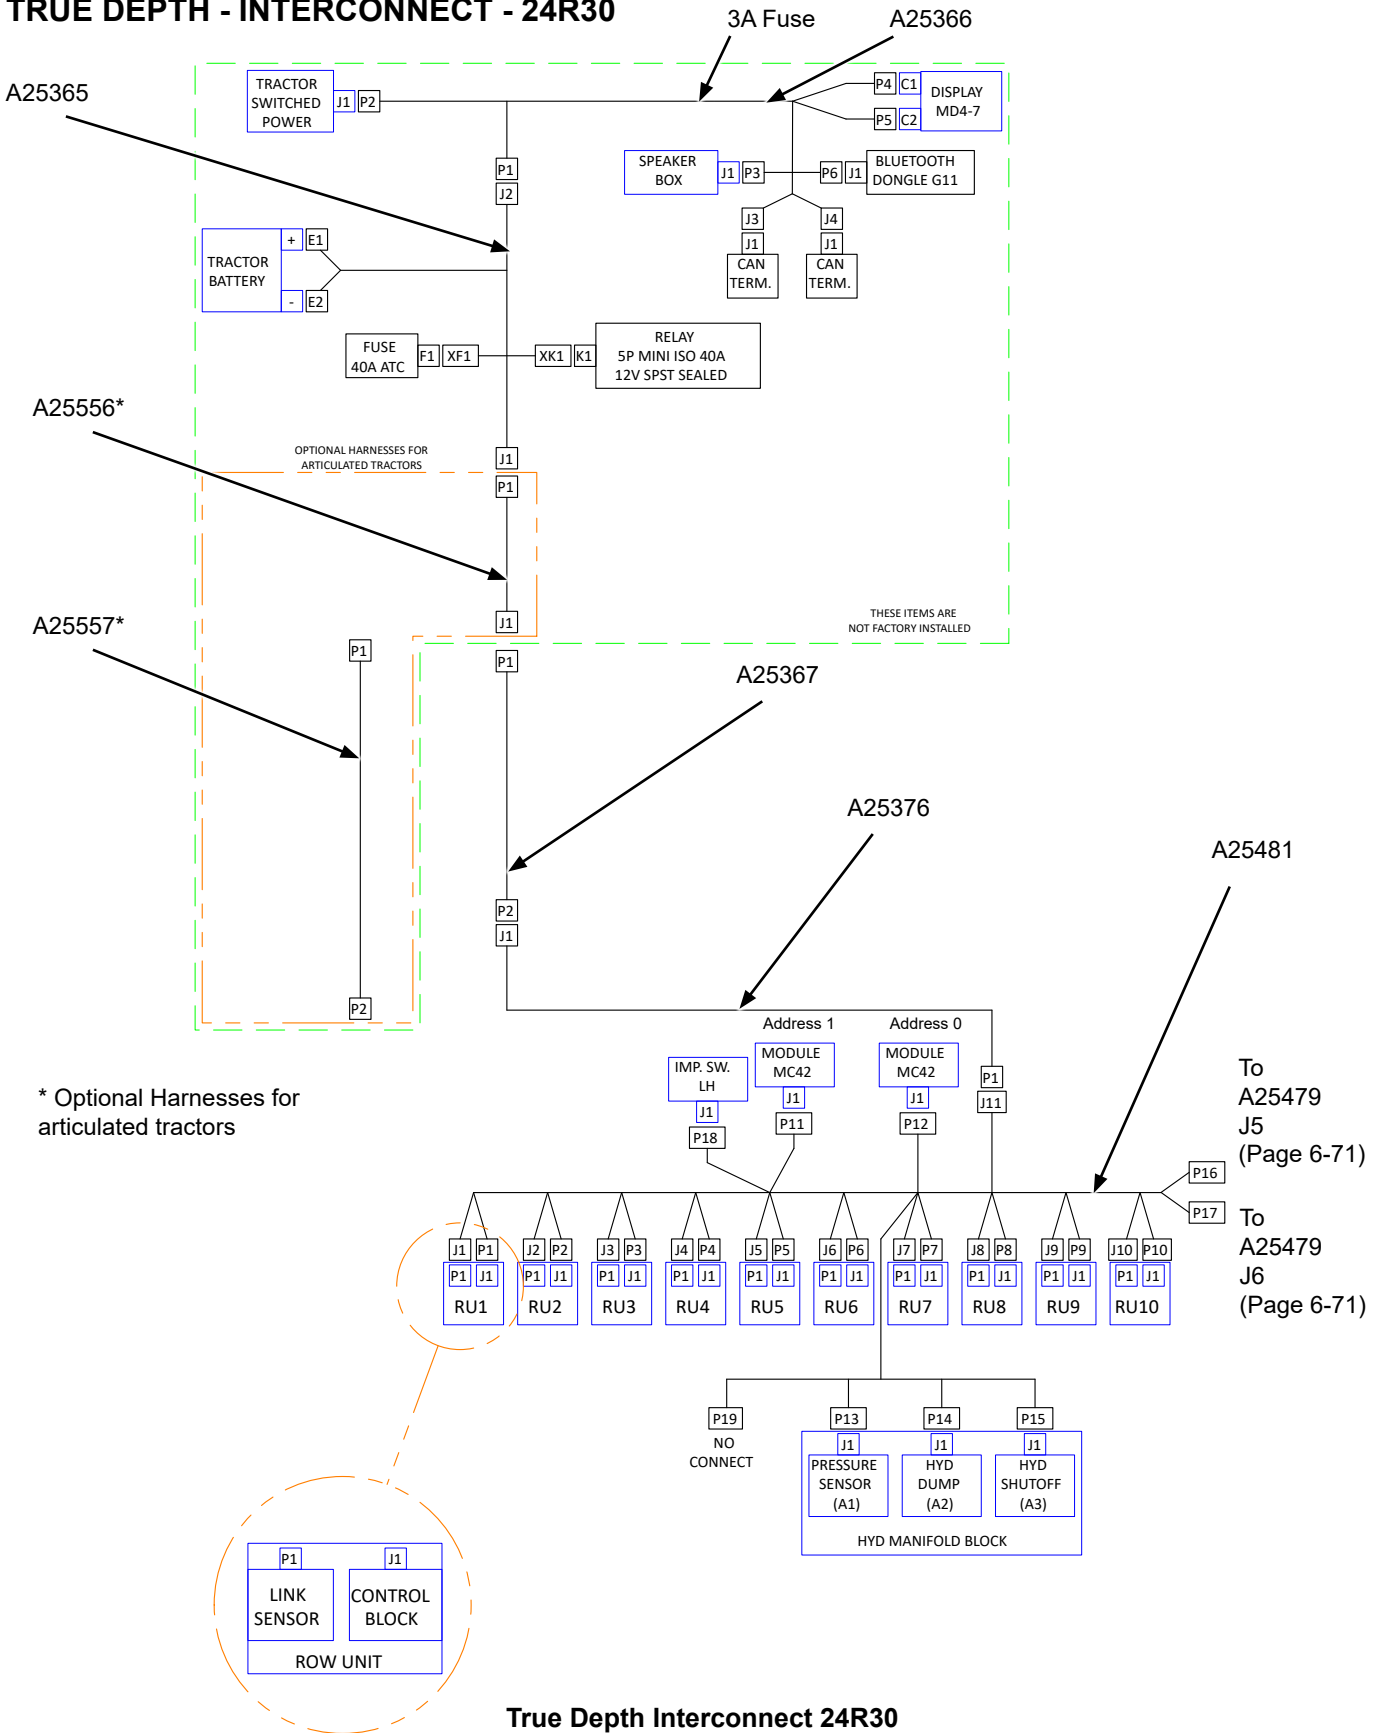 TRUE DEPTH - INTERCONNECT - 24R30
3A Fuse
A25366
A25365
TRACTOR
SWITCHED
POWER
J1 P2
P4 C1
P5 C2
DISPLAY
MD4-7
P1
J2
SPEAKER
BOX
J1 P3
P6 J1
BLUETOOTH
DONGLE G11
J3
J1
CAN
TERM.
J4
J1
CAN
TERM.
TRACTOR
BATTERY
+ E1
- E2
FUSE
40A ATC
F1 XF1
XK1 K1
RELAY
5P MINI ISO 40A
12V SPST SEALED
A25556*
OPTIONAL HARNESSES FOR
ARTICULATED TRACTORS
J1
P1
J1
THESE ITEMS ARE
NOT FACTORY INSTALLED
A25557*
P1
P2
P1
A25367
A25376
A25481
P2
J1
Address 1
Address 0
IMP. SW.
LH
J1
P18
MODULE
MC42
J1
P11
MODULE
MC42
J1
P12
P1
J11
* Optional Harnesses for
articulated tractors
To
A25479
J5
(Page 6-71)
P16
P17
To
A25479
J6
(Page 6-71)
J1 P1 J2 P2 J3 P3 J4 P4 J5 P5 J6 P6 J7 P7 J8 P8 J9 P9 J10 P10
P1 J1 P1 J1 P1 J1 P1 J1 P1 J1 P1 J1 P1 J1 P1 J1 P1 J1 P1 J1
RU1 RU2 RU3 RU4 RU5 RU6 RU7 RU8 RU9 RU10
P19
NO
CONNECT
P13
J1
PRESSURE
SENSOR
(A1)
P14
J1
HYD
DUMP
(A2)
P15
J1
HYD
SHUTOFF
(A3)
HYD MANIFOLD BLOCK
P1
LINK
SENSOR
J1
CONTROL
BLOCK
ROW UNIT
True Depth Interconnect 24R30